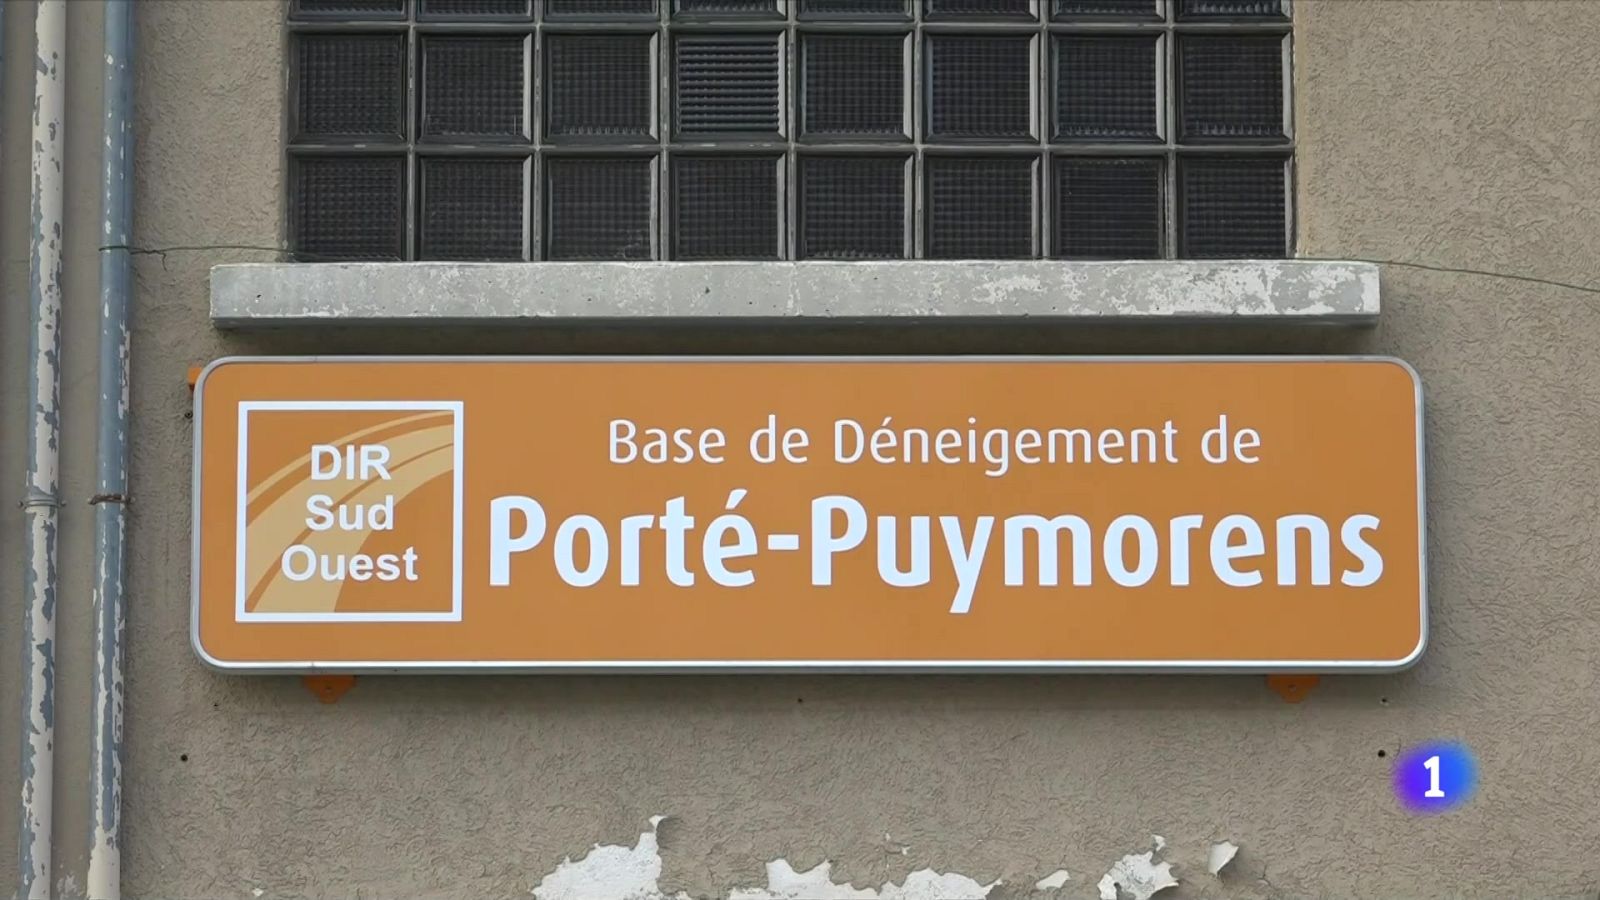 DIR
Sud
Ouest
Base de Déneigement de
Porté-Puymorens
1